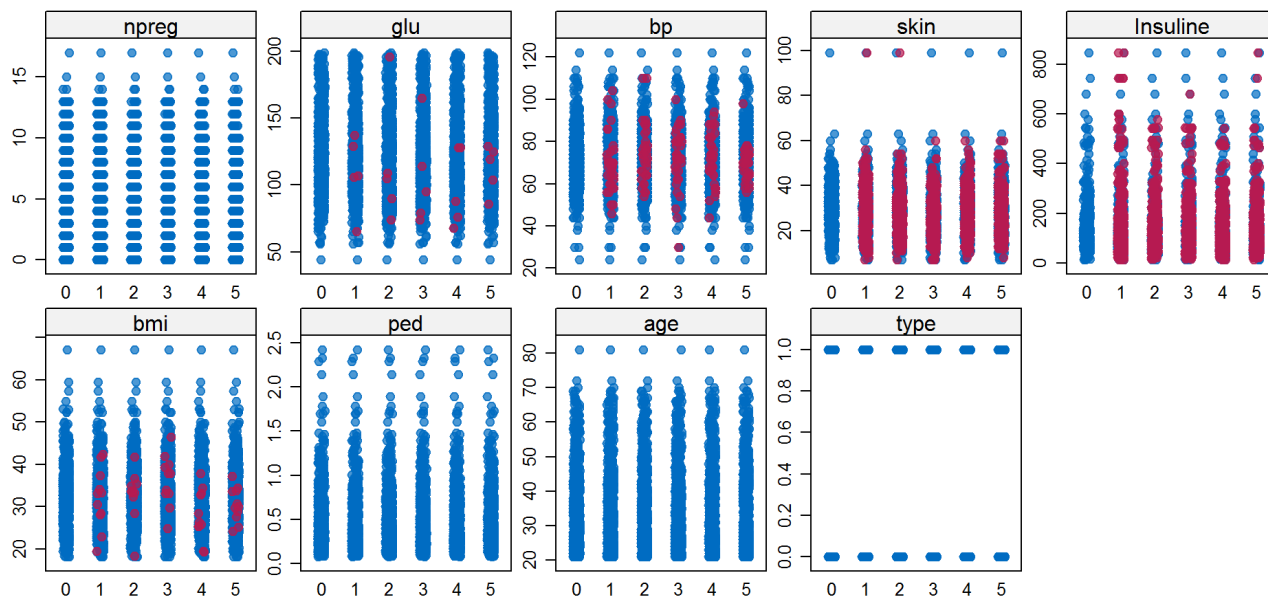 npreg glu bp skin Insuline
0 5 10 15
50 100 150 200
20 40 60 80 100 120
20 40 60 80 100
0 200 400 600 800
0 1 2 3 4 5 0 1 2 3 4 5 0 1 2 3 4 5 0 1 2 3 4 5 0 1 2 3 4 5
bmi ped age type
20 30 40 50 60
0.0 0.5 1.0 1.5 2.0 2.5
20 30 40 50 60 70 80
0.0 0.2 0.4 0.6 0.8 1.0
0 1 2 3 4 5 0 1 2 3 4 5 0 1 2 3 4 5 0 1 2 3 4 5